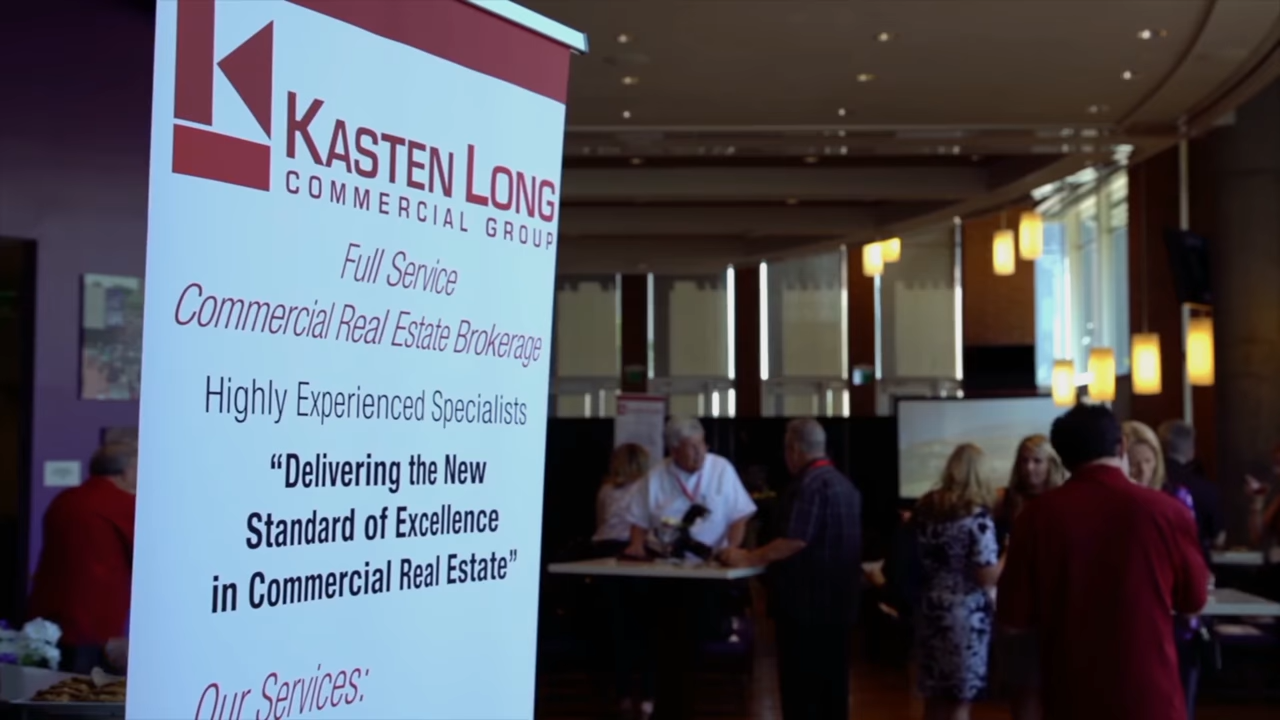 KASTEN LONG
COMMERCIAL GROUP
Full Service
Commercial Real Estate Brokerage
Highly Experienced Specialists
“Delivering the New
Standard of Excellence
in Commercial Real Estate”
Our Services: